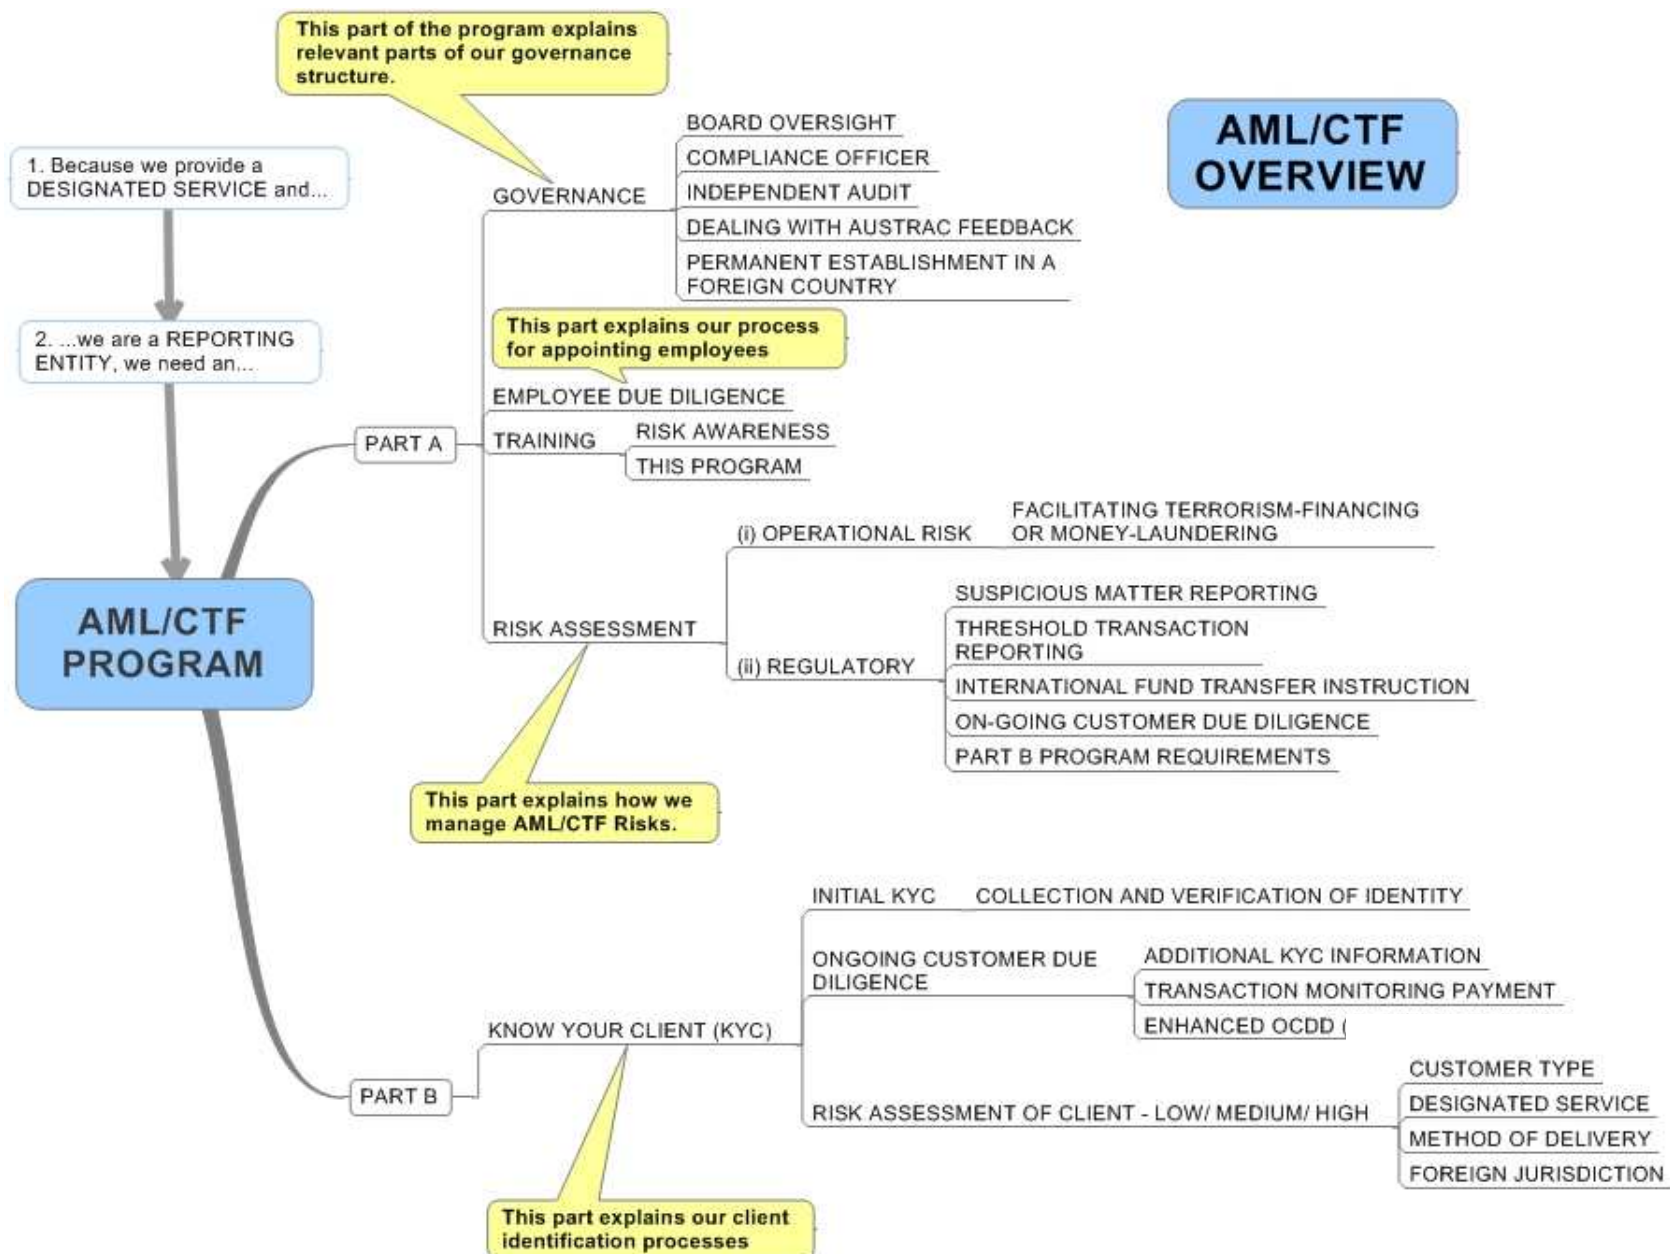 This part of the program explains
relevant parts of our governance
structure.
AML/CTF
OVERVIEW
1. Because we provide a
DESIGNATED SERVICE and...
2. ...we are a REPORTING
ENTITY, we need an...
AML/CTF
PROGRAM
PART A
GOVERNANCE
BOARD OVERSIGHT
COMPLIANCE OFFICER
INDEPENDENT AUDIT
DEALING WITH AUSTRAC FEEDBACK
PERMANENT ESTABLISHMENT IN A
FOREIGN COUNTRY
This part explains our process
for appointing employees
EMPLOYEE DUE DILIGENCE
TRAINING
RISK AWARENESS
THIS PROGRAM
RISK ASSESSMENT
(i) OPERATIONAL RISK
FACILITATING TERRORISM-FINANCING
OR MONEY-LAUNDERING
(ii) REGULATORY
SUSPICIOUS MATTER REPORTING
THRESHOLD TRANSACTION
REPORTING
INTERNATIONAL FUND TRANSFER INSTRUCTION
ON-GOING CUSTOMER DUE DILIGENCE
PART B PROGRAM REQUIREMENTS
This part explains how we
manage AML/CTF Risks.
PART B
KNOW YOUR CLIENT (KYC)
INITIAL KYC
COLLECTION AND VERIFICATION OF IDENTITY
ONGOING CUSTOMER DUE
DILIGENCE
ADDITIONAL KYC INFORMATION
TRANSACTION MONITORING PAYMENT
ENHANCED OCDD (
RISK ASSESSMENT OF CLIENT - LOW/ MEDIUM/ HIGH
CUSTOMER TYPE
DESIGNATED SERVICE
METHOD OF DELIVERY
FOREIGN JURISDICTION
This part explains our client
identification processes